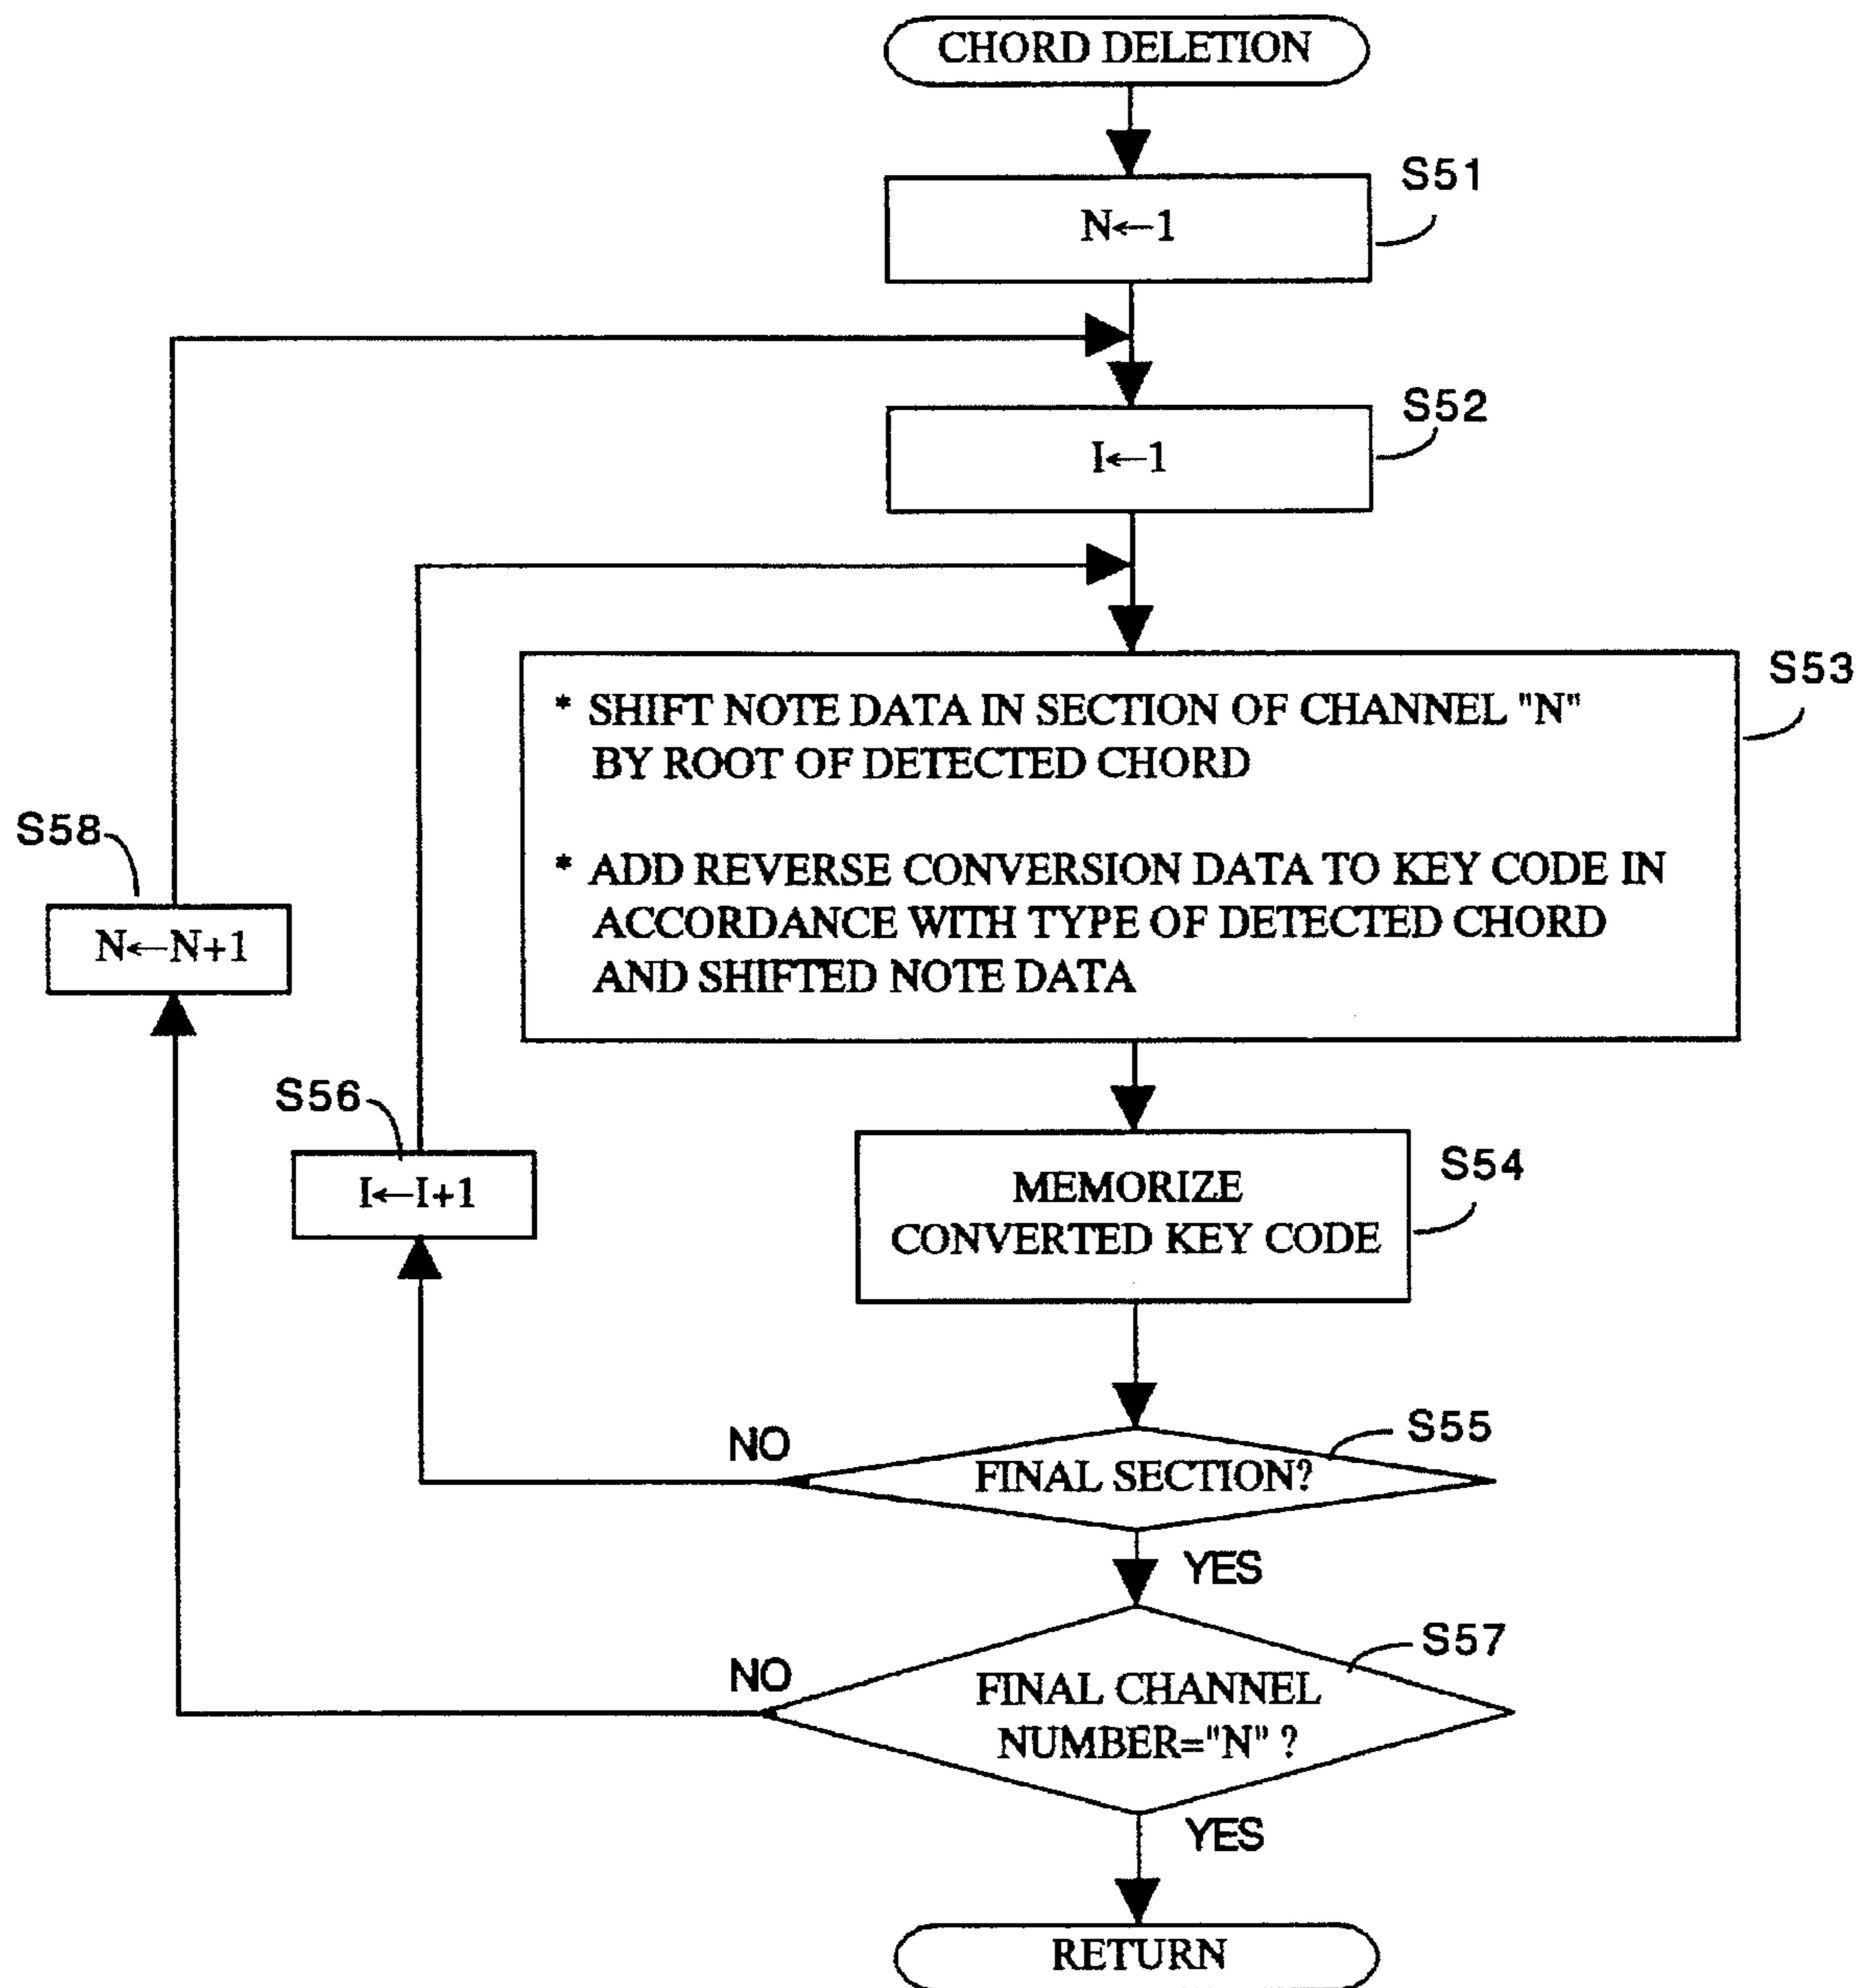 CHORD DELETION
S51
N←1
S52
I←1
S53
* SHIFT NOTE DATA IN SECTION OF CHANNEL "N"
BY ROOT OF DETECTED CHORD
* ADD REVERSE CONVERSION DATA TO KEY CODE IN
ACCORDANCE WITH TYPE OF DETECTED CHORD
AND SHIFTED NOTE DATA
S58
N←N+1
S56
I←I+1
S54
MEMORIZE
CONVERTED KEY CODE
S55
NO
FINAL SECTION?
YES
S57
NO
FINAL CHANNEL
NUMBER="N" ?
YES
RETURN